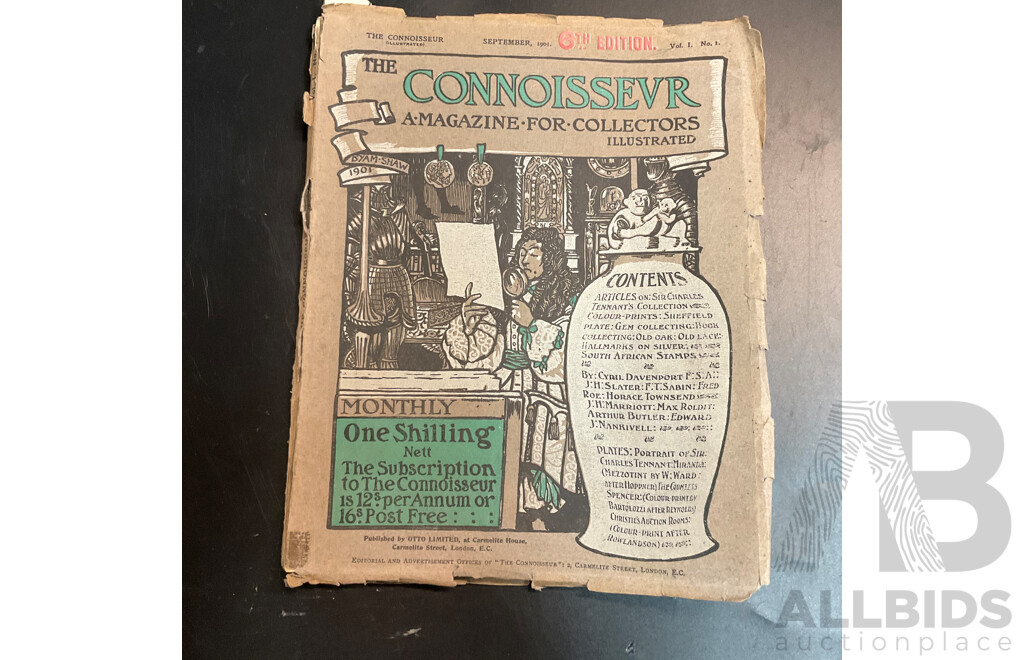 THE CONNOISSEUR
(ILLUSTRATED)
SEPTEMBER, 1901.
6TH EDITION.
Vol. I. No. 1.
THE
CONNOISSEVR
A·MAGAZINE·FOR·COLLECTORS
ILLUSTRATED
BYAM·SHAW
1901
CONTENTS
ARTICLES ON: SIR CHARLES
TENNANT'S COLLECTION
COLOUR-PRINTS: SHEFFIELD
PLATE: GEM COLLECTING: BOOK
COLLECTING: OLD OAK: OLD LACE:
HALLMARKS ON SILVER:
SOUTH AFRICAN STAMPS
BY: CYRIL DAVENPORT F.S.A::
J.H. SLATER: F.T. SABIN: FRED
ROE: HORACE TOWNSEND
J.H. MARRIOTT: MAX ROLDIT:
ARTHUR BUTLER: EDWARD
J. NANKIVELL:
PLATES: PORTRAIT OF SIR
CHARLES TENNANT: MIRANDA:
(MEZZOTINT BY W: WARD
AFTER HOPPNER) THE COUNTESS
SPENCER: (COLOUR-PRINT BY
BARTOLOZZI AFTER REYNOLDS)
CHRISTIE'S AUCTION ROOMS:
(COLOUR-PRINT AFTER
ROWLANDSON)
MONTHLY
One Shilling
Nett
The Subscription
to The Connoisseur
is 12s per Annum or
16s Post Free : : :
Published by OTTO LIMITED, at Carmelite House,
Carmelite Street, London, E.C.
EDITORIAL AND ADVERTISEMENT OFFICES OF "THE CONNOISSEUR": 2, CARMELITE STREET, LONDON, E.C.
AB
ALLBIDS
auctionplace